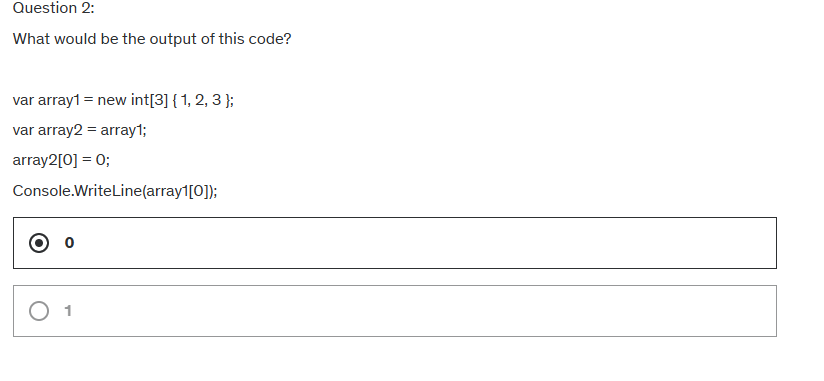 Question 2:
What would be the output of this code?
var array1 = new int[3] { 1, 2, 3 };
var array2 = array1;
array2[0] = 0;
Console.WriteLine(array1[0]);
0
1